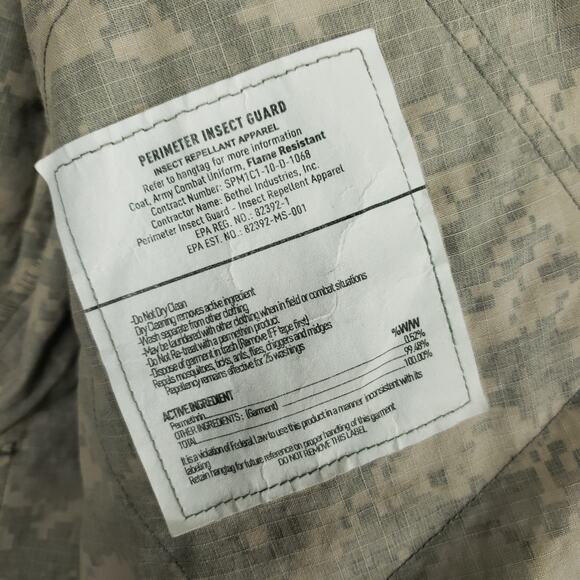 PERIMETER INSECT GUARD
INSECT REPELLANT APPAREL
Refer to hangtag for more information
Coat, Army Combat Uniform, Flame Resistant
Contract Number: SPM1C1-10-D-1068
Contractor Name: Bethel Industries, Inc.
Perimeter Insect Guard - Insect Repellent Apparel
EPA REG. NO.: 82392-1
EPA EST. NO.: 82392-MS-001
-Do Not Dry Clean
Dry Cleaning removes active ingredient
-Wash separate from other clothing
-May be laundered with other clothing, when in field or combat situations
-Do Not Re-treat with a permethrin product
-Dispose of garment in trash (Remove IFF tape first)
Repels mosquitoes, ticks, ants, flies, chiggers and midges
Repellency remains effective for 25 washings
ACTIVE INGREDIENT %W/W
Permethrin 0.52%
OTHER INGREDIENTS: (Garment) 99.48%
TOTAL 100.00%
It is a violation of Federal Law to use this product in a manner inconsistent with its
labeling
Retain hangtag for future reference on proper handling of this garment
DO NOT REMOVE THIS LABEL